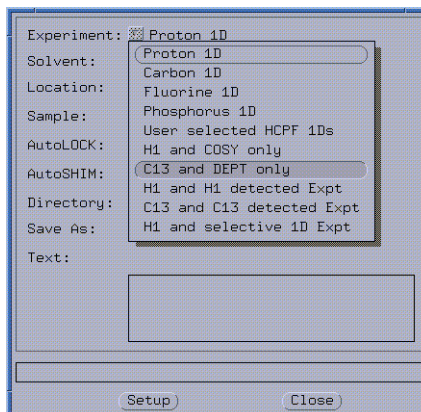 Experiment: Proton 1D
Proton 1D
Solvent:
Carbon 1D
Location:
Fluorine 1D
Sample:
Phosphorus 1D
User selected HCPF 1Ds
AutoLOCK:
H1 and COSY only
AutoSHIM:
C13 and DEPT only
H1 and H1 detected Expt
Directory:
C13 and C13 detected Expt
Save As:
H1 and selective 1D Expt
Text:
Setup Close